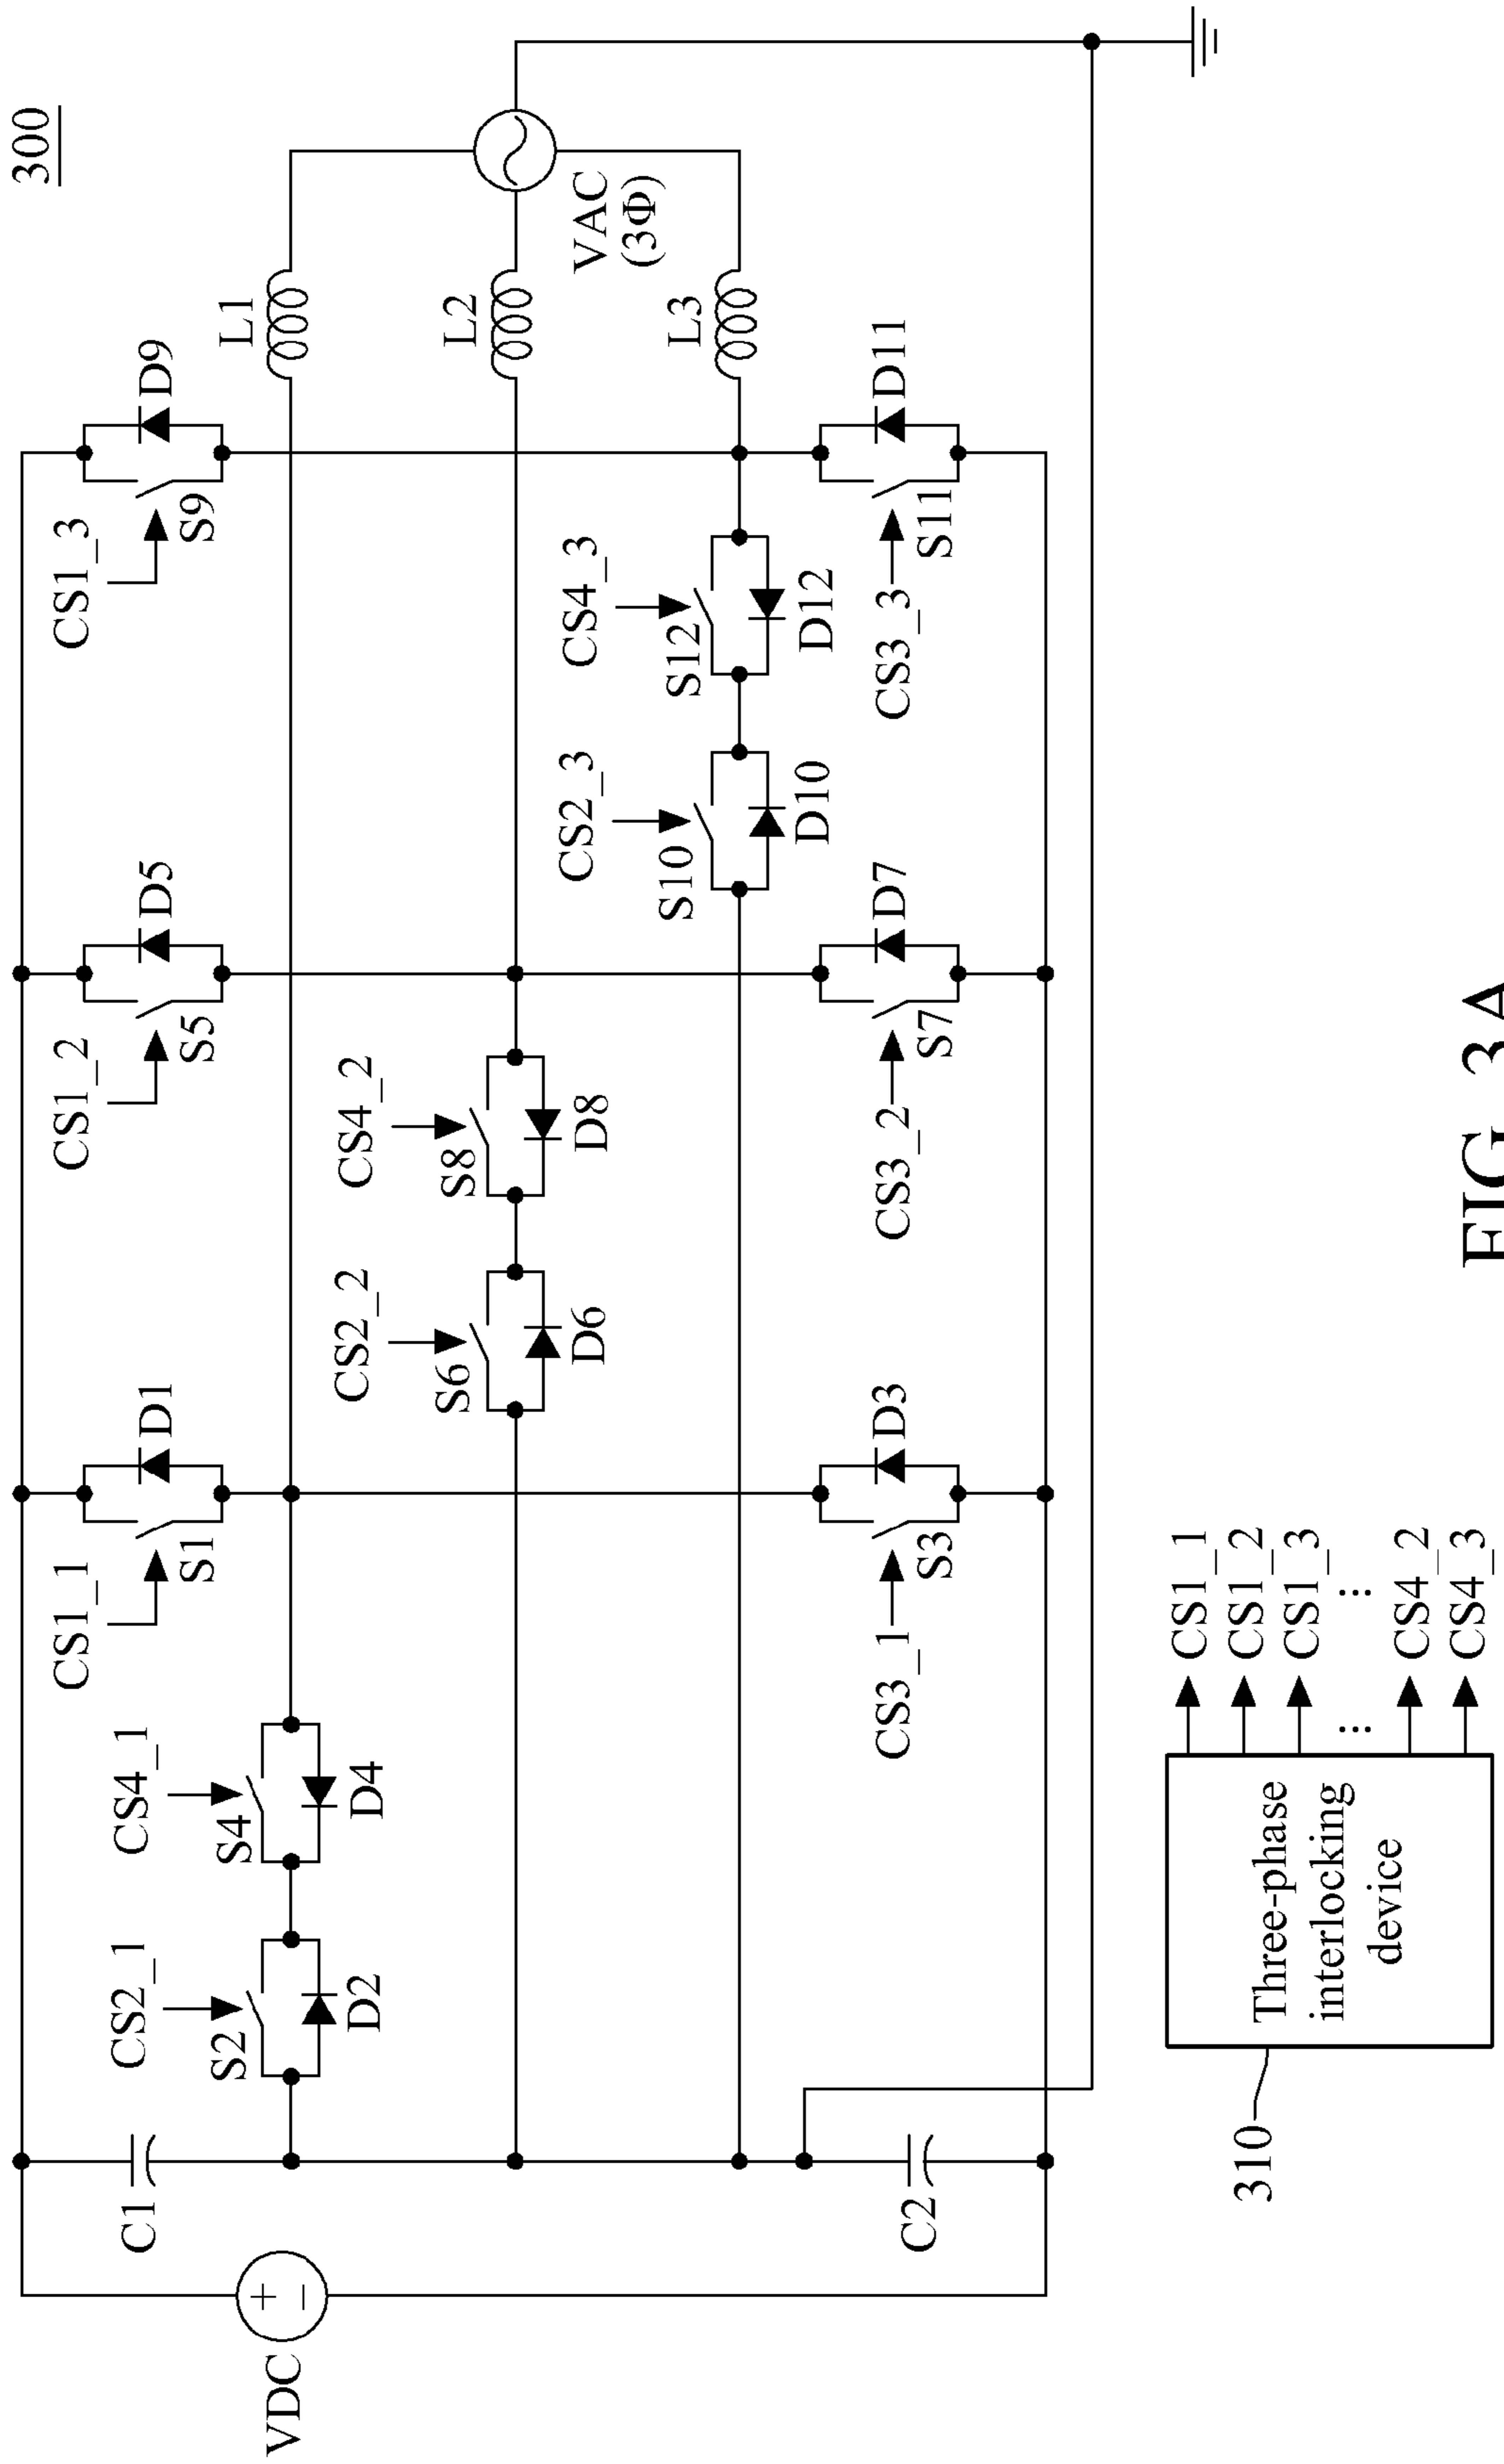 300
CS1_1
S1
D1
CS1_2
S5
D5
CS1_3
S9
D9
CS2_1
S2
D2
CS4_1
S4
D4
L1
CS2_2
S6
D6
CS4_2
S8
D8
L2
VAC
(3Φ)
CS2_3
S10
D10
CS4_3
S12
D12
L3
VDC
+
−
C1
C2
CS3_1
S3
D3
CS3_2
S7
D7
CS3_3
S11
D11
310
Three-phase
interlocking
device
CS1_1
CS1_2
CS1_3
...
...
CS4_2
CS4_3
FIG. 3A